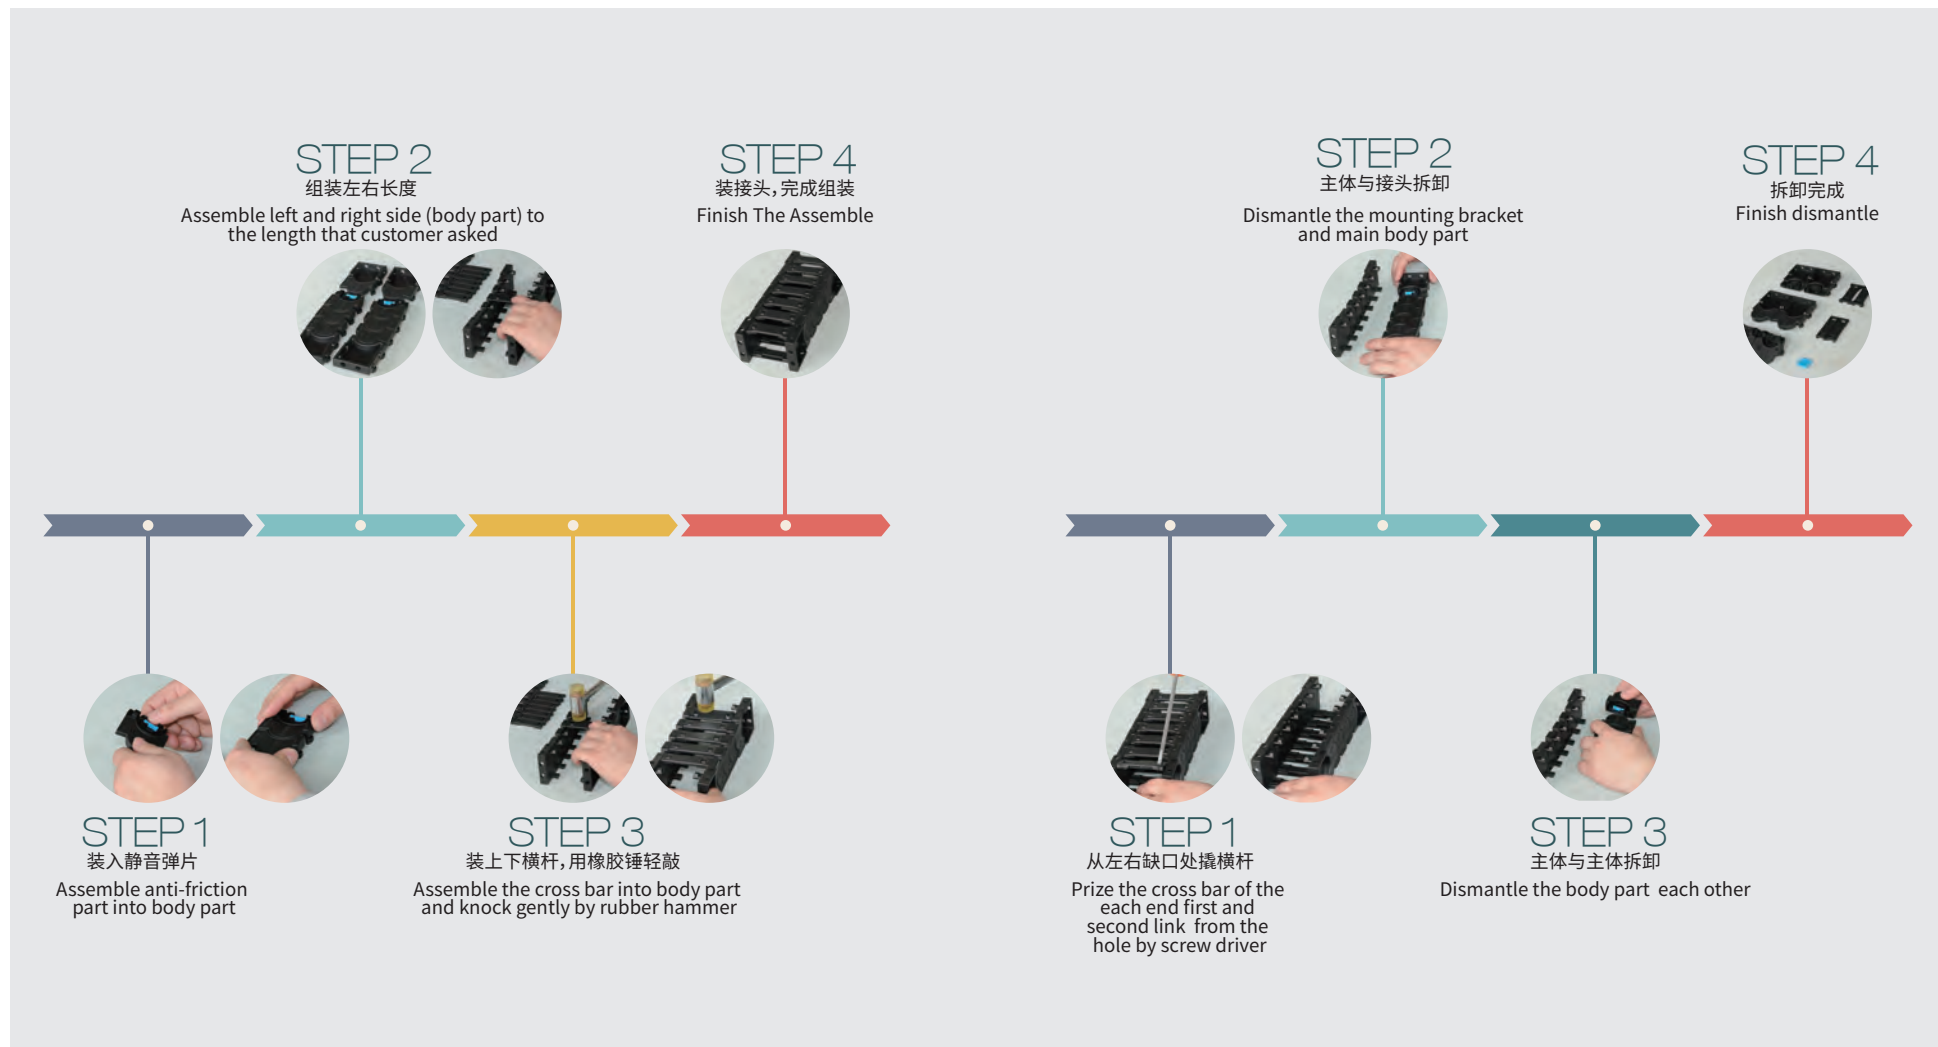 STEP 1
装入静音弹片
Assemble anti-friction
part into body part
STEP 2
组装左右长度
Assemble left and right side (body part) to
the length that customer asked
STEP 3
装上下横杆,用橡胶锤轻敲
Assemble the cross bar into body part
and knock gently by rubber hammer
STEP 4
装接头,完成组装
Finish The Assemble
STEP 1
从左右缺口处撬横杆
Prize the cross bar of the
each end first and
second link from the
hole by screw driver
STEP 2
主体与接头拆卸
Dismantle the mounting bracket
and main body part
STEP 3
主体与主体拆卸
Dismantle the body part each other
STEP 4
拆卸完成
Finish dismantle